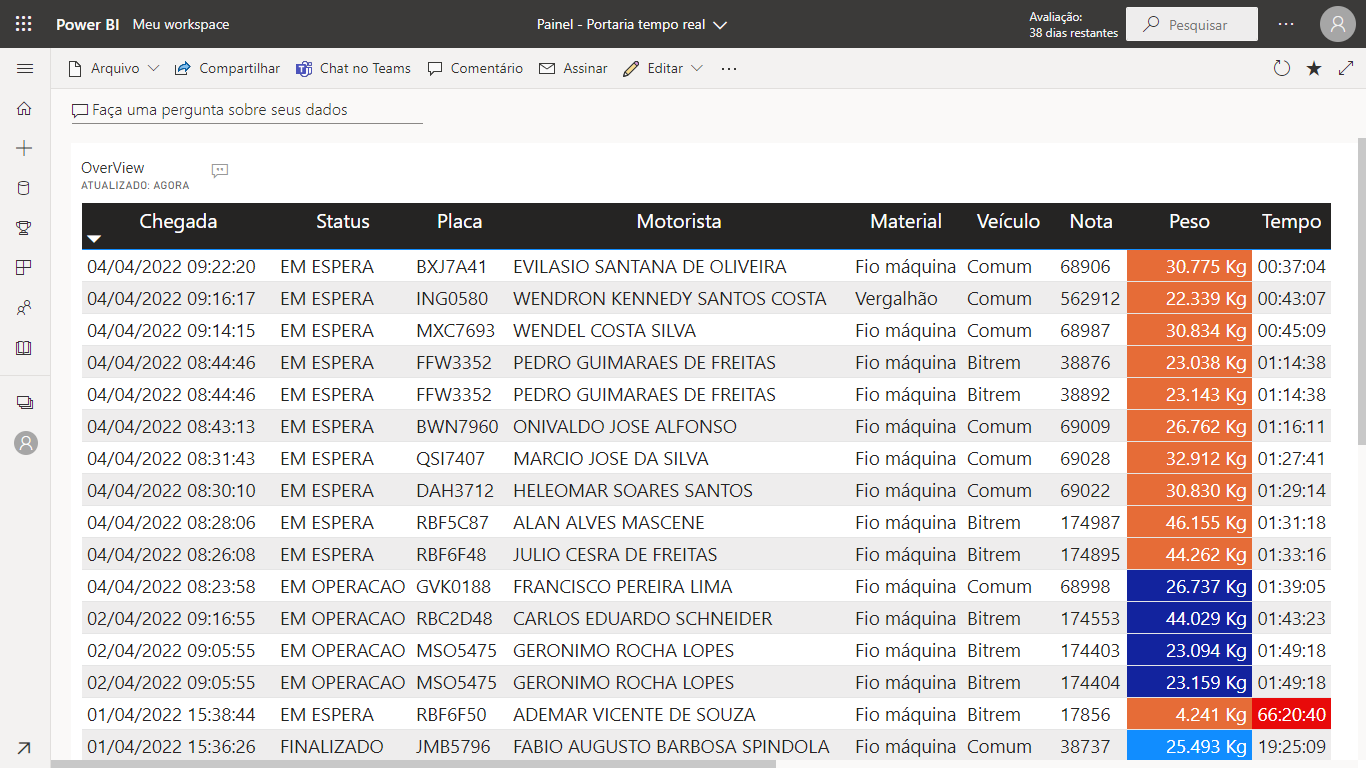 Power BI Meu workspace Painel - Portaria tempo real Avaliação: 38 dias restantes Pesquisar
Arquivo Compartilhar Chat no Teams Comentário Assinar Editar
Faça uma pergunta sobre seus dados
OverView
ATUALIZADO: AGORA
Chegada Status Placa Motorista Material Veículo Nota Peso Tempo
04/04/2022 09:22:20 EM ESPERA BXJ7A41 EVILASIO SANTANA DE OLIVEIRA Fio máquina Comum 68906 30.775 Kg 00:37:04
04/04/2022 09:16:17 EM ESPERA ING0580 WENDRON KENNEDY SANTOS COSTA Vergalhão Comum 562912 22.339 Kg 00:43:07
04/04/2022 09:14:15 EM ESPERA MXC7693 WENDEL COSTA SILVA Fio máquina Comum 68987 30.834 Kg 00:45:09
04/04/2022 08:44:46 EM ESPERA FFW3352 PEDRO GUIMARAES DE FREITAS Fio máquina Bitrem 38876 23.038 Kg 01:14:38
04/04/2022 08:44:46 EM ESPERA FFW3352 PEDRO GUIMARAES DE FREITAS Fio máquina Bitrem 38892 23.143 Kg 01:14:38
04/04/2022 08:43:13 EM ESPERA BWN7960 ONIVALDO JOSE ALFONSO Fio máquina Comum 69009 26.762 Kg 01:16:11
04/04/2022 08:31:43 EM ESPERA QSI7407 MARCIO JOSE DA SILVA Fio máquina Comum 69028 32.912 Kg 01:27:41
04/04/2022 08:30:10 EM ESPERA DAH3712 HELEOMAR SOARES SANTOS Fio máquina Comum 69022 30.830 Kg 01:29:14
04/04/2022 08:28:06 EM ESPERA RBF5C87 ALAN ALVES MASCENE Fio máquina Bitrem 174987 46.155 Kg 01:31:18
04/04/2022 08:26:08 EM ESPERA RBF6F48 JULIO CESRA DE FREITAS Fio máquina Bitrem 174895 44.262 Kg 01:33:16
04/04/2022 08:23:58 EM OPERACAO GVK0188 FRANCISCO PEREIRA LIMA Fio máquina Comum 68998 26.737 Kg 01:39:05
02/04/2022 09:16:55 EM OPERACAO RBC2D48 CARLOS EDUARDO SCHNEIDER Fio máquina Bitrem 174553 44.029 Kg 01:43:23
02/04/2022 09:05:55 EM OPERACAO MSO5475 GERONIMO ROCHA LOPES Fio máquina Bitrem 174403 23.094 Kg 01:49:18
02/04/2022 09:05:55 EM OPERACAO MSO5475 GERONIMO ROCHA LOPES Fio máquina Bitrem 174404 23.159 Kg 01:49:18
01/04/2022 15:38:44 EM ESPERA RBF6F50 ADEMAR VICENTE DE SOUZA Fio máquina Bitrem 17856 4.241 Kg 66:20:40
01/04/2022 15:36:26 FINALIZADO JMB5796 FABIO AUGUSTO BARBOSA SPINDOLA Fio máquina Comum 38737 25.493 Kg 19:25:09